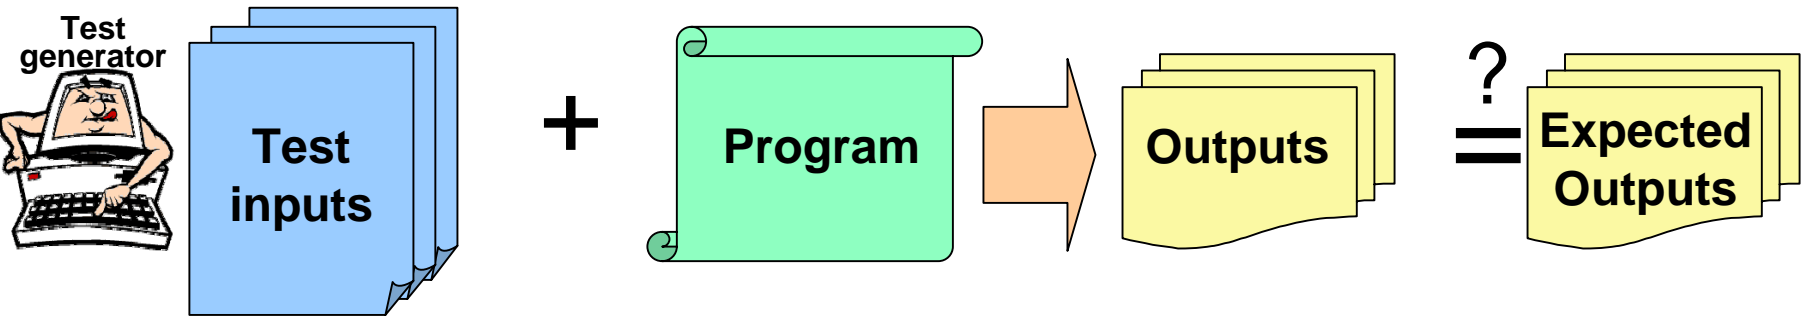 Test
generator
Test
inputs
+
Program
Outputs
?
=
Expected
Outputs